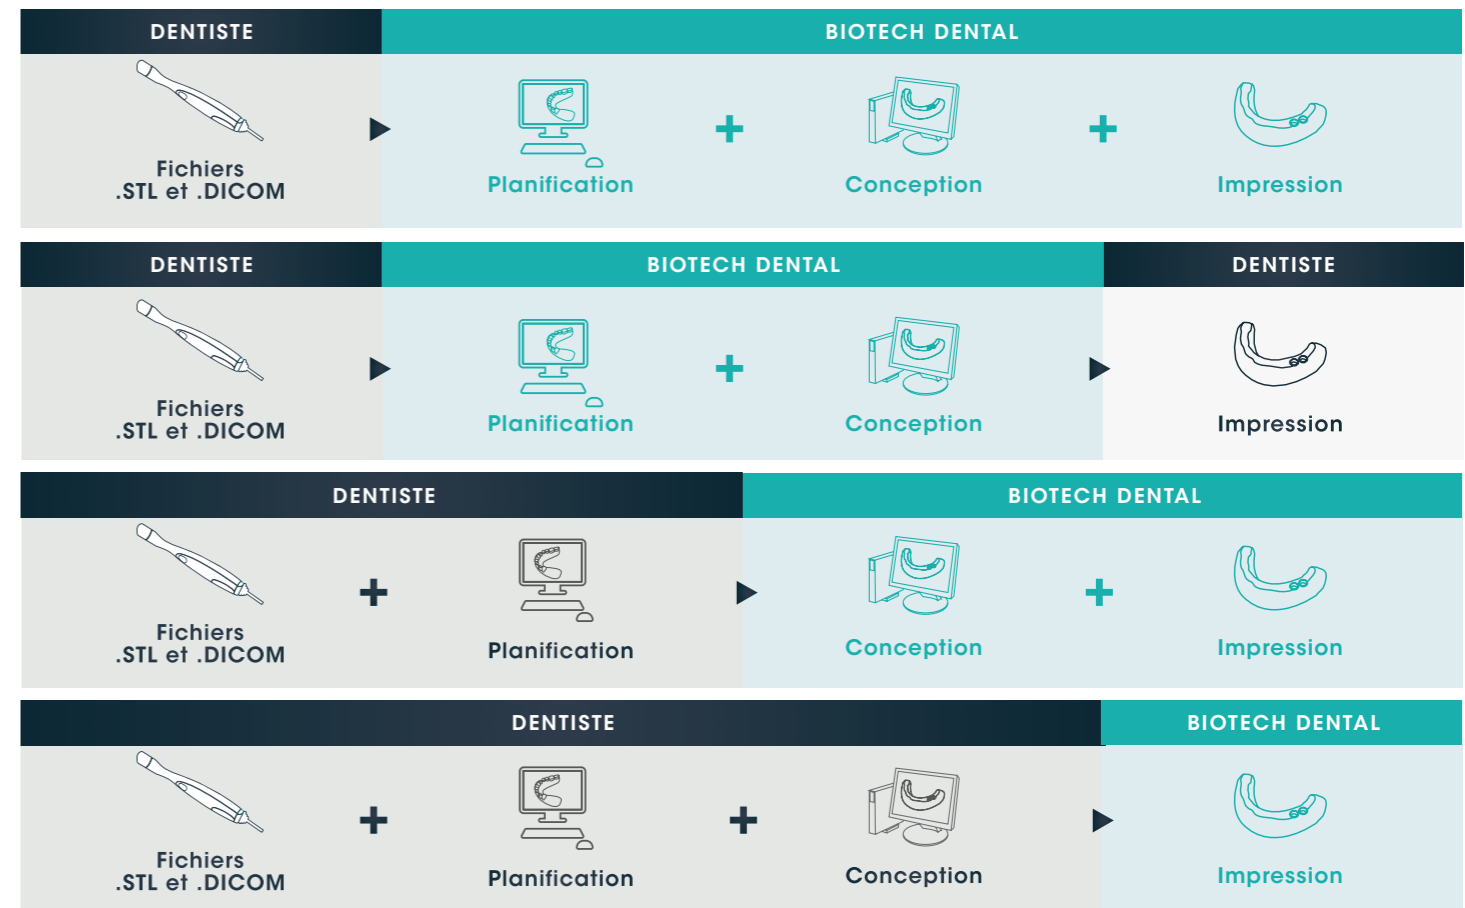 DENTISTE
BIOTECH DENTAL
Fichiers
.STL et .DICOM
Planification
Conception
Impression
DENTISTE
BIOTECH DENTAL
DENTISTE
Fichiers
.STL et .DICOM
Planification
Conception
Impression
DENTISTE
BIOTECH DENTAL
Fichiers
.STL et .DICOM
Planification
Conception
Impression
DENTISTE
BIOTECH DENTAL
Fichiers
.STL et .DICOM
Planification
Conception
Impression